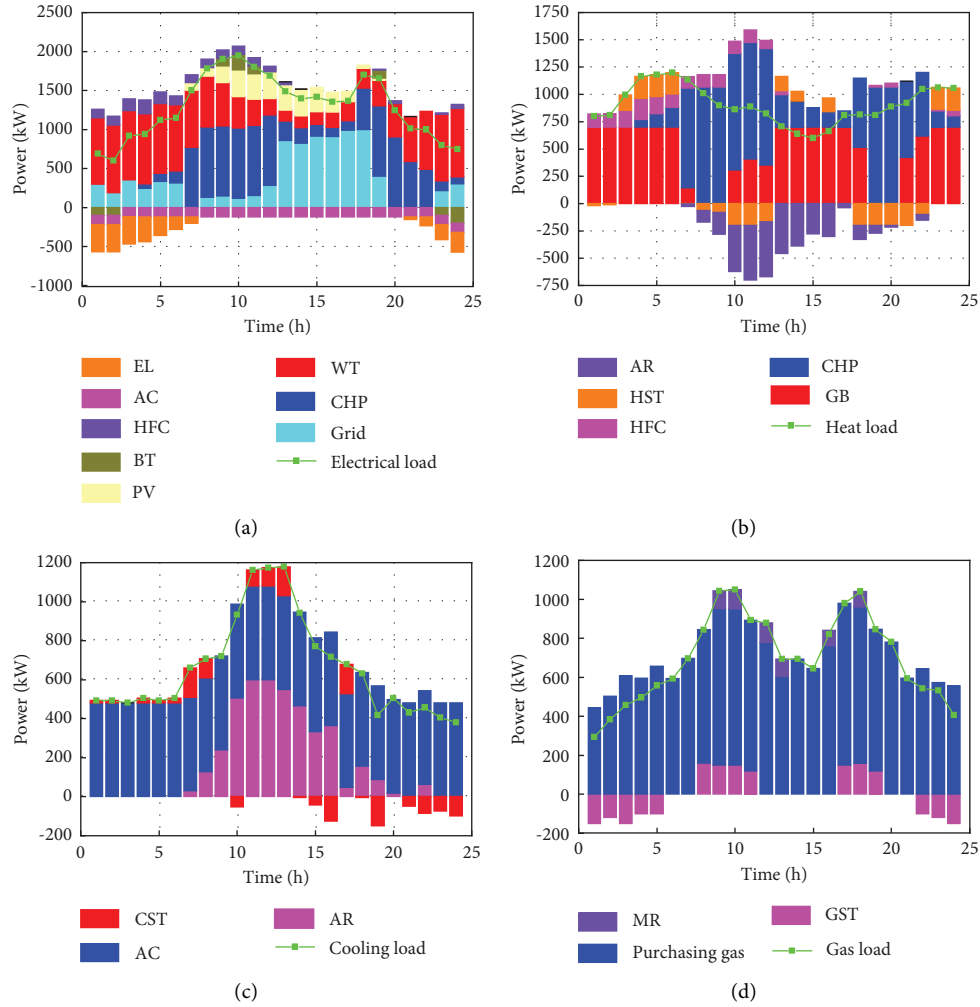 2500
2000
1500
1000
500
0
-500
-1000
Power (kW)
0 5 10 15 20 25
Time (h)
EL
AC
HFC
BT
PV
WT
CHP
Grid
Electrical load
(a)
1750
1500
1250
1000
750
500
250
0
-250
-500
-750
Power (kW)
0 5 10 15 20 25
Time (h)
AR
HST
HFC
CHP
GB
Heat load
(b)
1200
1000
800
600
400
200
0
-200
Power (kW)
0 5 10 15 20 25
Time (h)
CST
AC
AR
Cooling load
(c)
1200
1000
800
600
400
200
0
-200
Power (kW)
0 5 10 15 20 25
Time (h)
MR
Purchasing gas
GST
Gas load
(d)